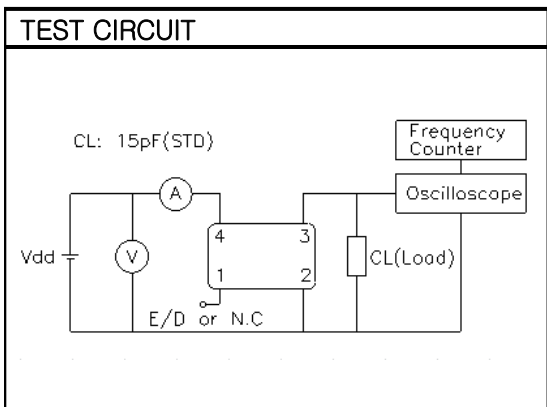 TEST CIRCUIT
CL: 15pF(STD)
Frequency
Counter
A
Oscilloscope
4
3
Vdd
V
CL(Load)
1
2
E/D or N.C